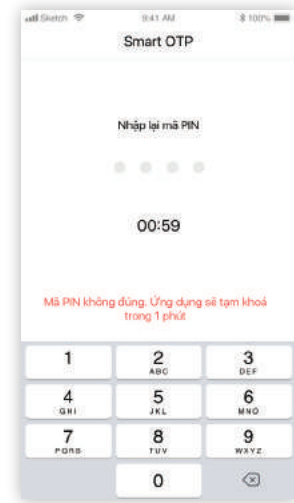 Sketch 9:41 AM 100%
Smart OTP
Nhập lại mã PIN
00:59
Mã PIN không đúng. Ứng dụng sẽ tạm khoá
trong 1 phút
1 2 3
ABC DEF
4 5 6
GHI JKL MNO
7 8 9
PQRS TUV WXYZ
0